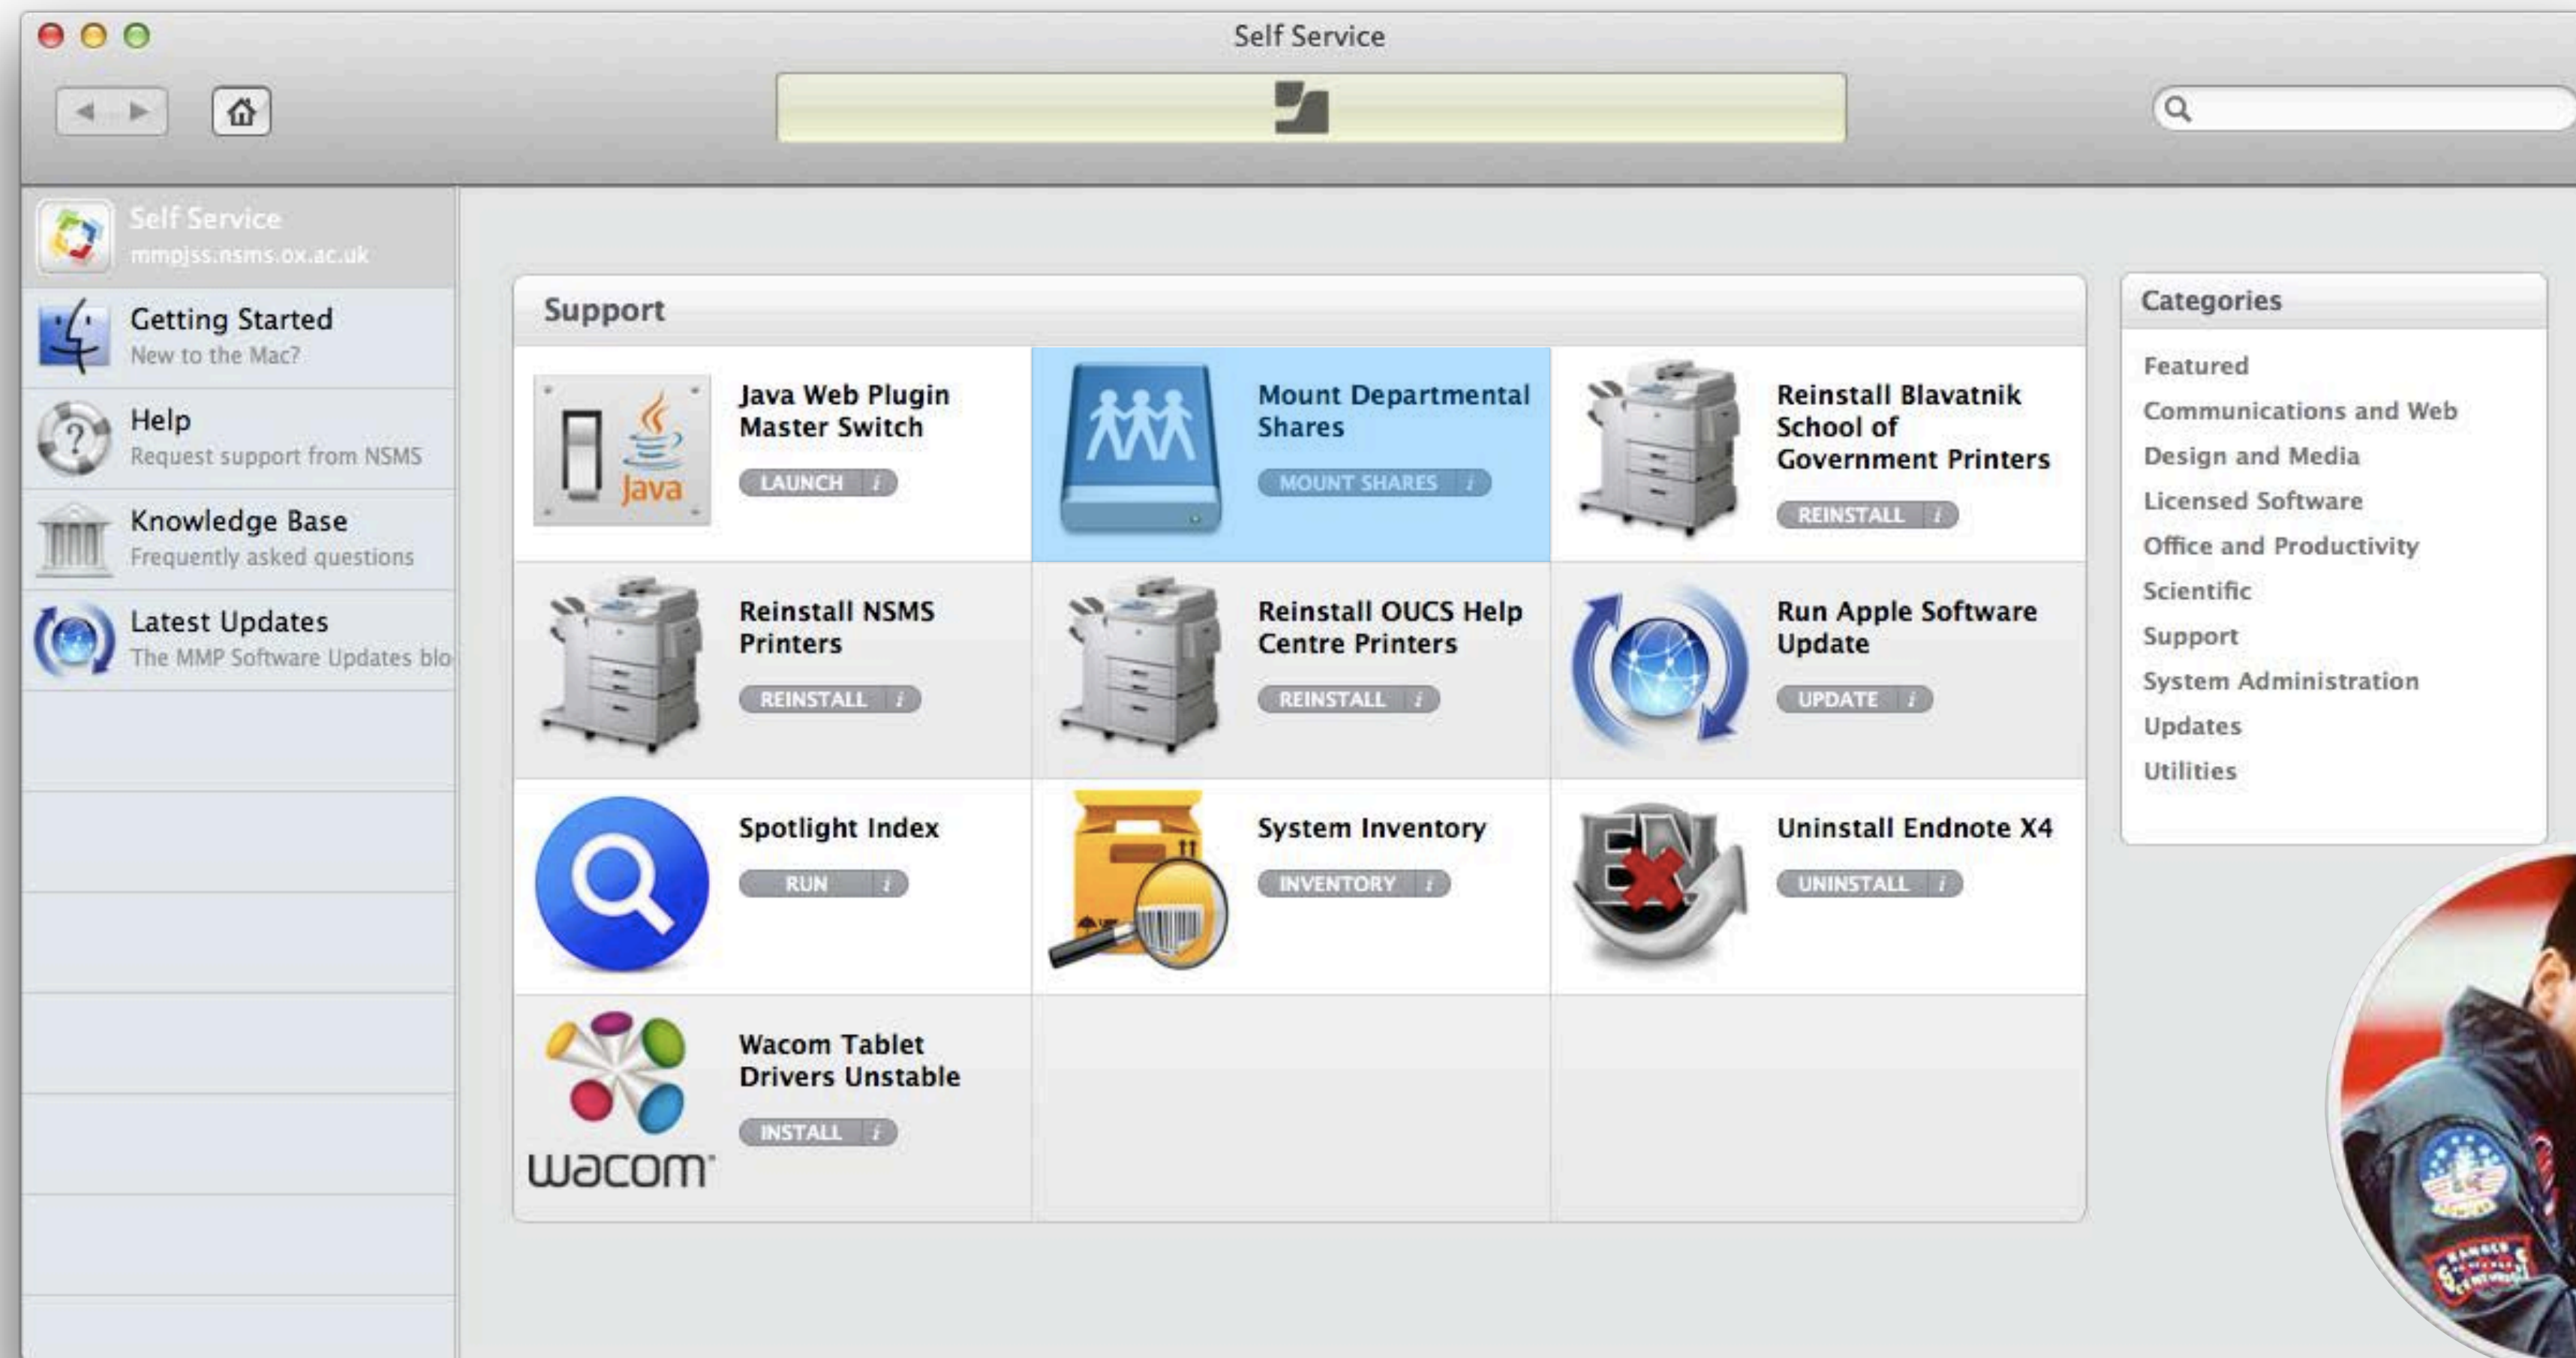 Self Service
Self Service
mmpjss.nsms.ox.ac.uk
Getting Started
New to the Mac?
Help
Request support from NSMS
Knowledge Base
Frequently asked questions
Latest Updates
The MMP Software Updates blo
Support
Java Web Plugin
Master Switch
LAUNCH i
Java
Mount Departmental
Shares
MOUNT SHARES i
Reinstall Blavatnik
School of
Government Printers
REINSTALL i
Reinstall NSMS
Printers
REINSTALL i
Reinstall OUCS Help
Centre Printers
REINSTALL i
Run Apple Software
Update
UPDATE i
Spotlight Index
RUN i
System Inventory
INVENTORY i
EN
Uninstall Endnote X4
UNINSTALL i
Wacom Tablet
Drivers Unstable
INSTALL i
wacom
Categories
Featured
Communications and Web
Design and Media
Licensed Software
Office and Productivity
Scientific
Support
System Administration
Updates
Utilities